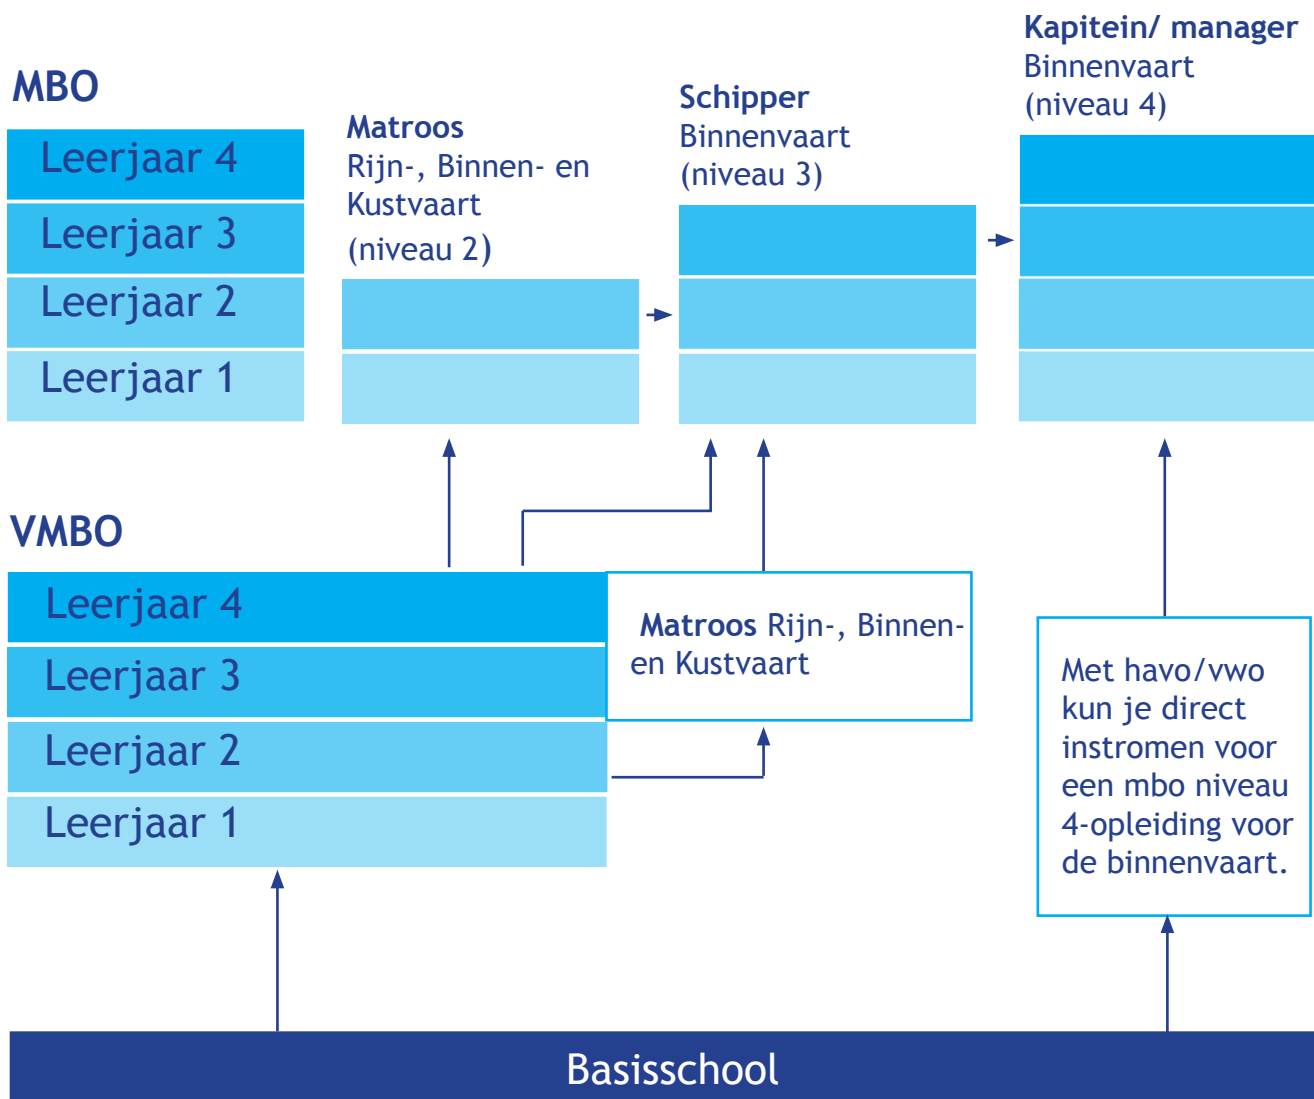 MBO
Leerjaar 4
Leerjaar 3
Leerjaar 2
Leerjaar 1
Matroos
Rijn-, Binnen- en
Kustvaart
(niveau 2)
Schipper
Binnenvaart
(niveau 3)
Kapitein/ manager
Binnenvaart
(niveau 4)
VMBO
Leerjaar 4
Leerjaar 3
Leerjaar 2
Leerjaar 1
Matroos Rijn-, Binnen-
en Kustvaart
Met havo/vwo
kun je direct
instromen voor
een mbo niveau
4-opleiding voor
de binnenvaart.
Basisschool